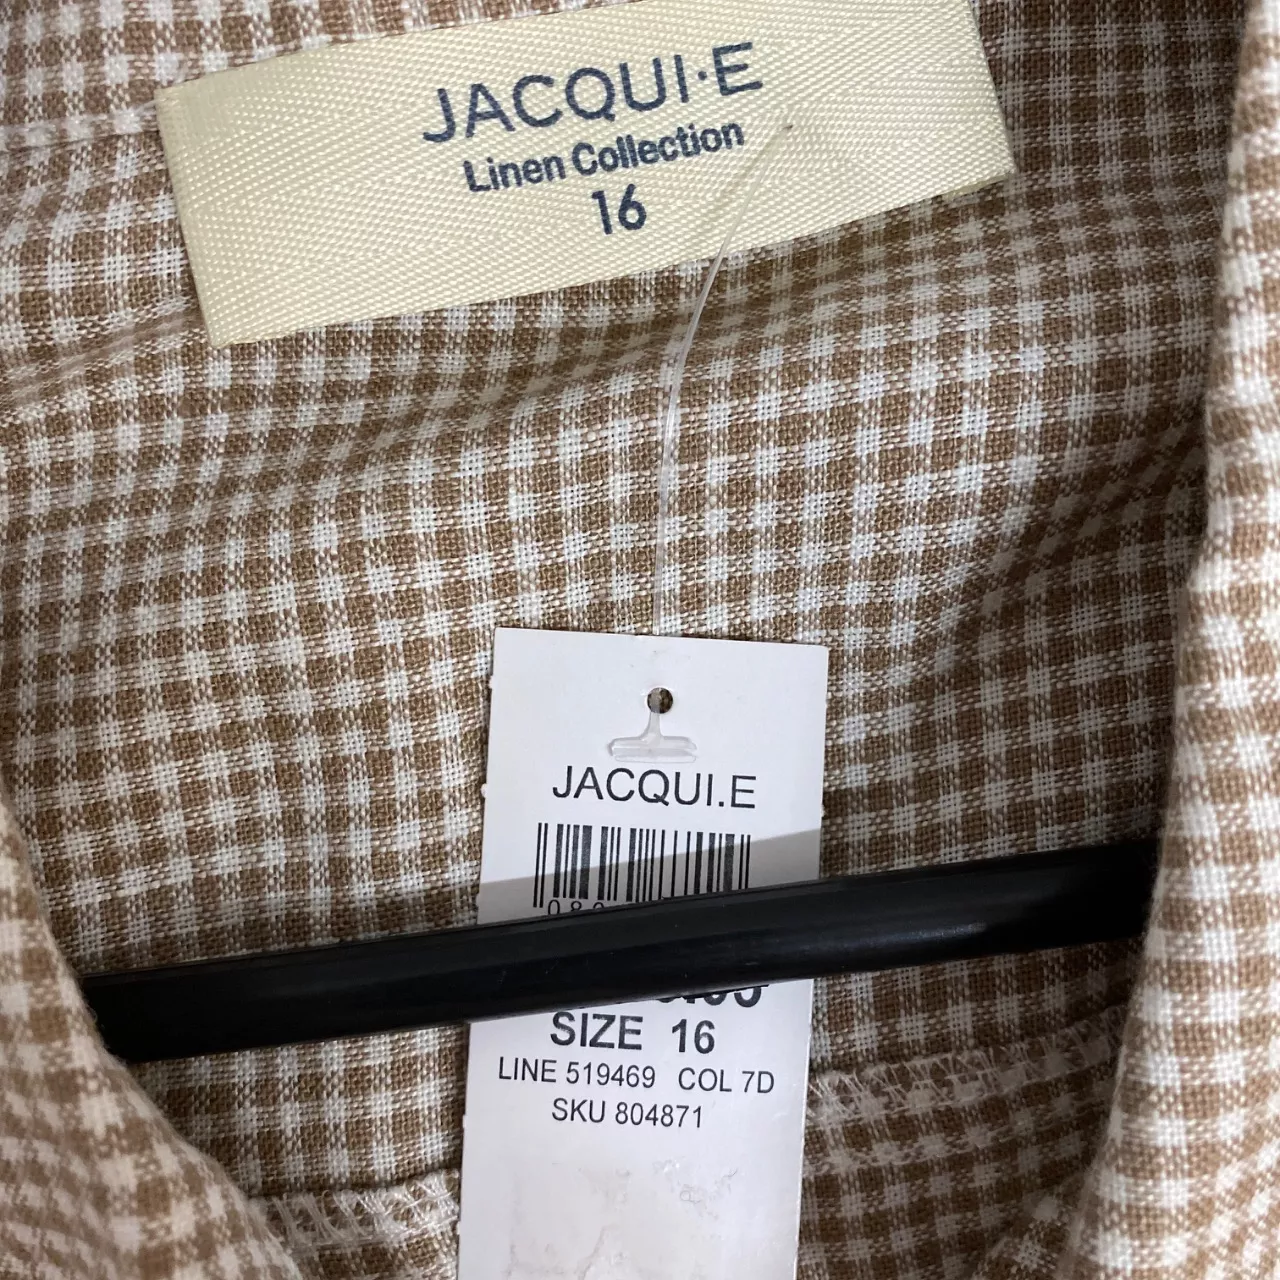 JACQUI·E
Linen Collection
16
JACQUI.E
SIZE 16
LINE 519469 COL 7D
SKU 804871